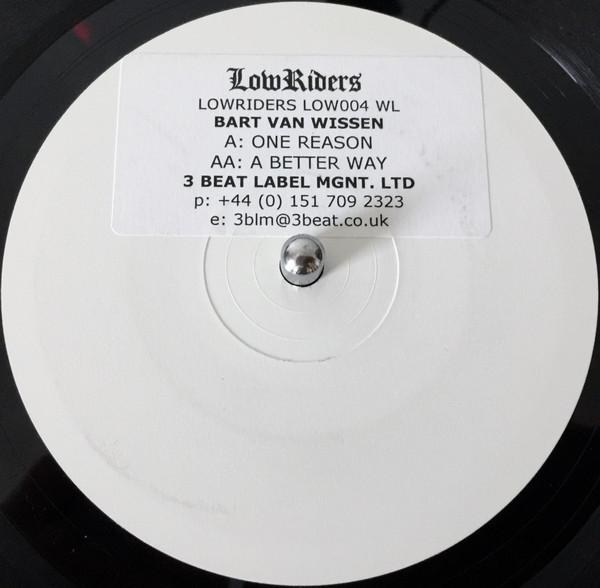 LowRiders
LOWRIDERS LOW004 WL
BART VAN WISSEN
A: ONE REASON
AA: A BETTER WAY
3 BEAT LABEL MGNT. LTD
p: +44 (0) 151 709 2323
e: 3blm@3beat.co.uk